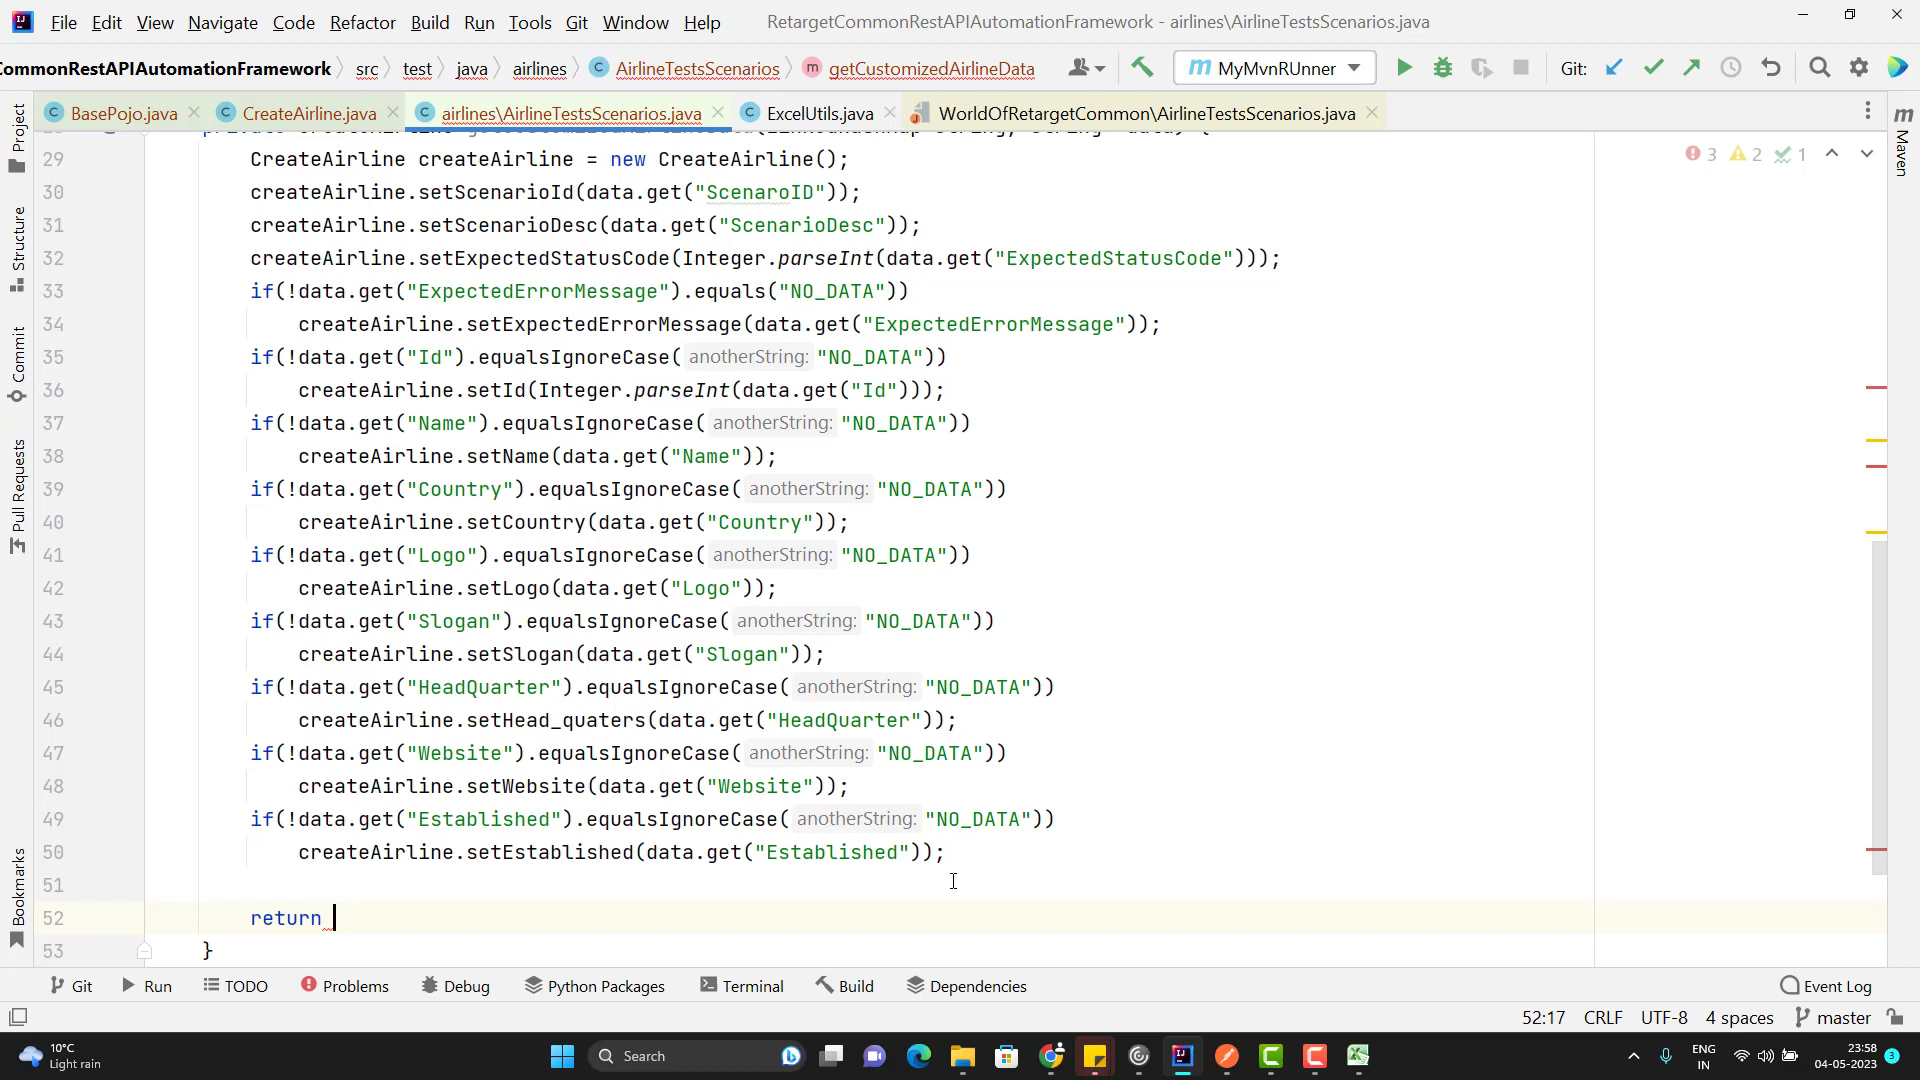 File Edit View Navigate Code Refactor Build Run Tools Git Window Help RetargetCommonRestAPIAutomationFramework - airlines\AirlineTestsScenarios.java
CommonRestAPIAutomationFramework src test java airlines AirlineTestsScenarios getCustomizedAirlineData MyMvnRUnner Git:
BasePojo.java CreateAirline.java airlines\AirlineTestsScenarios.java ExcelUtils.java WorldOfRetargetCommon\AirlineTestsScenarios.java
29 CreateAirline createAirline = new CreateAirline();
3 2 1
30 createAirline.setScenarioId(data.get("ScenaroID"));
31 createAirline.setScenarioDesc(data.get("ScenarioDesc"));
32 createAirline.setExpectedStatusCode(Integer.parseInt(data.get("ExpectedStatusCode")));
33 if(!data.get("ExpectedErrorMessage").equals("NO_DATA"))
34 createAirline.setExpectedErrorMessage(data.get("ExpectedErrorMessage"));
35 if(!data.get("Id").equalsIgnoreCase( anotherString: "NO_DATA"))
36 createAirline.setId(Integer.parseInt(data.get("Id")));
37 if(!data.get("Name").equalsIgnoreCase( anotherString: "NO_DATA"))
38 createAirline.setName(data.get("Name"));
39 if(!data.get("Country").equalsIgnoreCase( anotherString: "NO_DATA"))
40 createAirline.setCountry(data.get("Country"));
41 if(!data.get("Logo").equalsIgnoreCase( anotherString: "NO_DATA"))
42 createAirline.setLogo(data.get("Logo"));
43 if(!data.get("Slogan").equalsIgnoreCase( anotherString: "NO_DATA"))
44 createAirline.setSlogan(data.get("Slogan"));
45 if(!data.get("HeadQuarter").equalsIgnoreCase( anotherString: "NO_DATA"))
46 createAirline.setHead_quaters(data.get("HeadQuarter"));
47 if(!data.get("Website").equalsIgnoreCase( anotherString: "NO_DATA"))
48 createAirline.setWebsite(data.get("Website"));
49 if(!data.get("Established").equalsIgnoreCase( anotherString: "NO_DATA"))
50 createAirline.setEstablished(data.get("Established"));
51
52 return
53 }
Project
Structure
Commit
Pull Requests
Bookmarks
m
Maven
Git Run TODO Problems Debug Python Packages Terminal Build Dependencies Event Log
52:17 CRLF UTF-8 4 spaces master
10°C
Light rain
Search
ENG
IN
23:58
04-05-2023
3